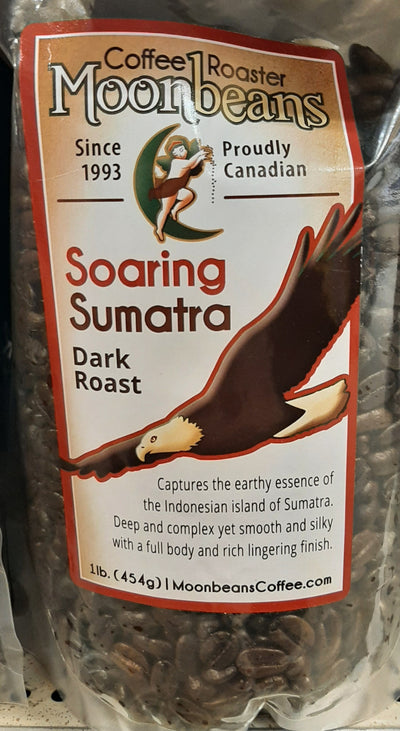 Coffee Roaster
Moonbeans
Since
1993
Proudly
Canadian
Soaring
Sumatra
Dark
Roast
Captures the earthy essence of
the Indonesian island of Sumatra.
Deep and complex yet smooth and silky
with a full body and rich lingering finish.
1lb. (454g) | MoonbeansCoffee.com